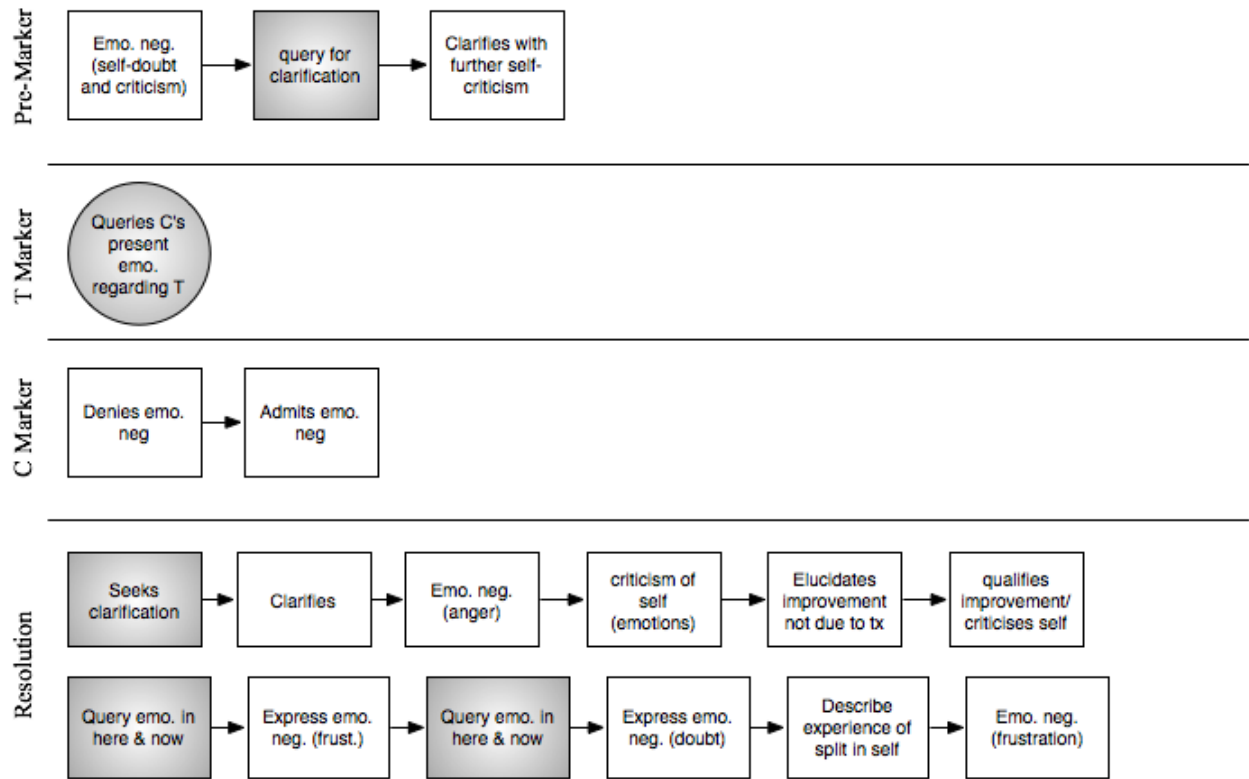 Pre-Marker
Emo. neg.
(self-doubt
and criticism)
query for
clarification
Clarifies with
further self-
criticism
T Marker
Queries C's
present
emo.
regarding T
C Marker
Denies emo.
neg
Admits emo.
neg
Resolution
Seeks
clarification
Clarifies
Emo. neg.
(anger)
criticism of
self
(emotions)
Elucidates
improvement
not due to tx
qualifies
improvement/
criticises self
Query emo. in
here & now
Express emo.
neg. (frust.)
Query emo. in
here & now
Express emo.
neg. (doubt)
Describe
experience of
split in self
Emo. neg.
(frustration)